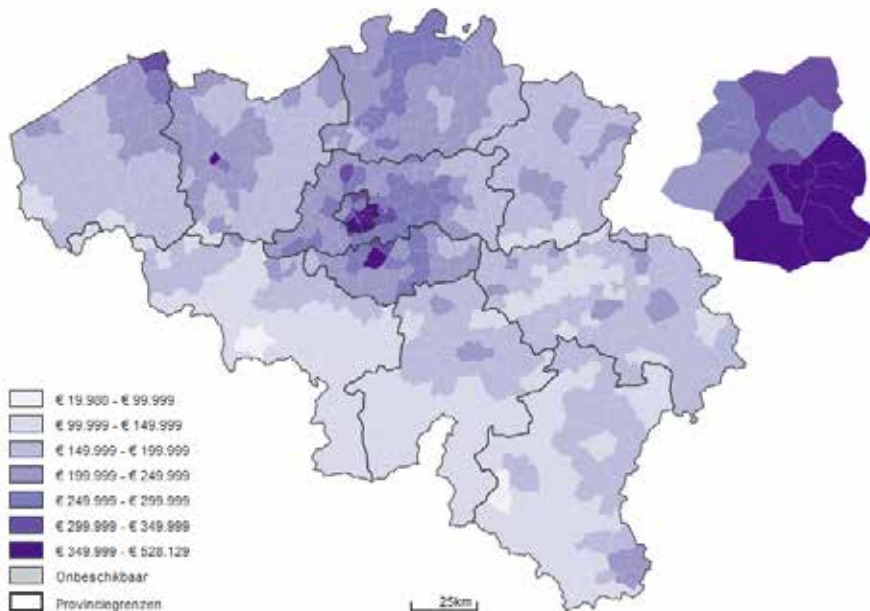 € 19.980 - € 99.999
€ 99.999 - € 149.999
€ 149.999 - € 199.999
€ 199.999 - € 249.999
€ 249.999 - € 299.999
€ 299.999 - € 349.999
€ 349.999 - € 528.129
Onbeschikbaar
Provinciegrenzen
25km